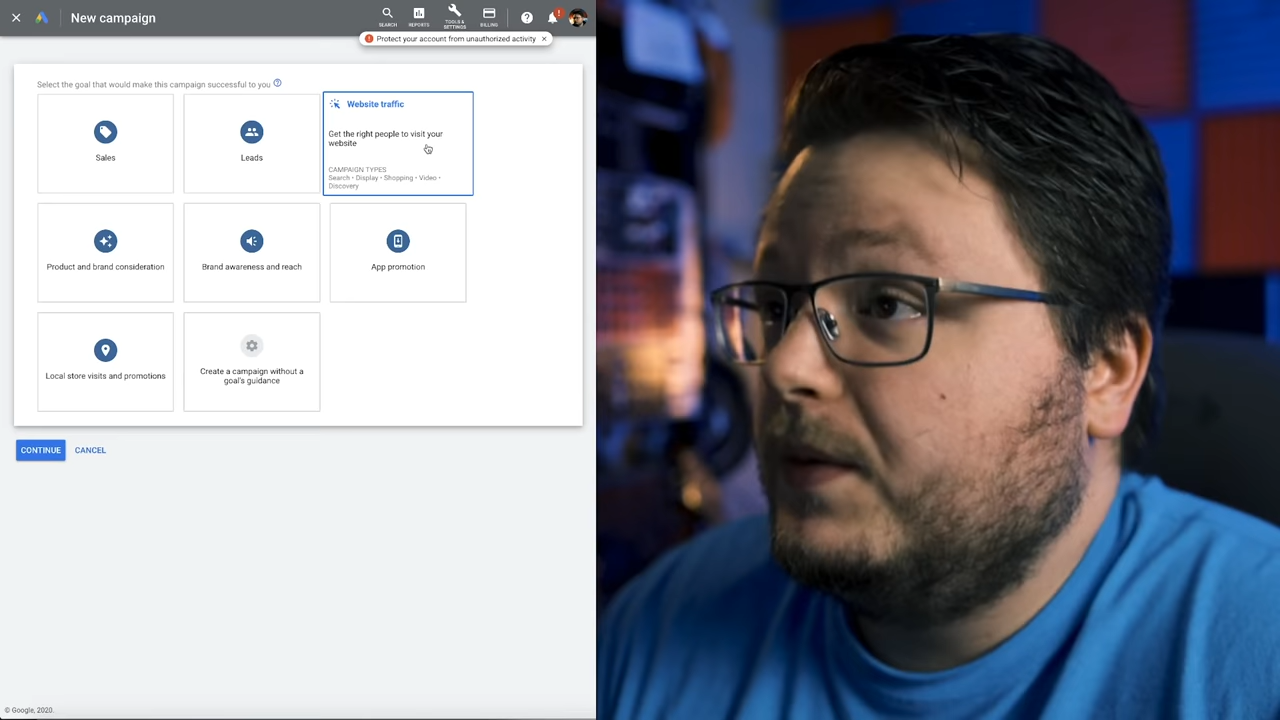 New campaign
SEARCH
REPORTS
TOOLS &
SETTINGS
BILLING
Protect your account from unauthorized activity
Select the goal that would make this campaign successful to you
Sales
Leads
Website traffic
Get the right people to visit your
website
CAMPAIGN TYPES
Search • Display • Shopping • Video •
Discovery
Product and brand consideration
Brand awareness and reach
App promotion
Local store visits and promotions
Create a campaign without a
goal's guidance
CONTINUE
CANCEL
© Google, 2020.